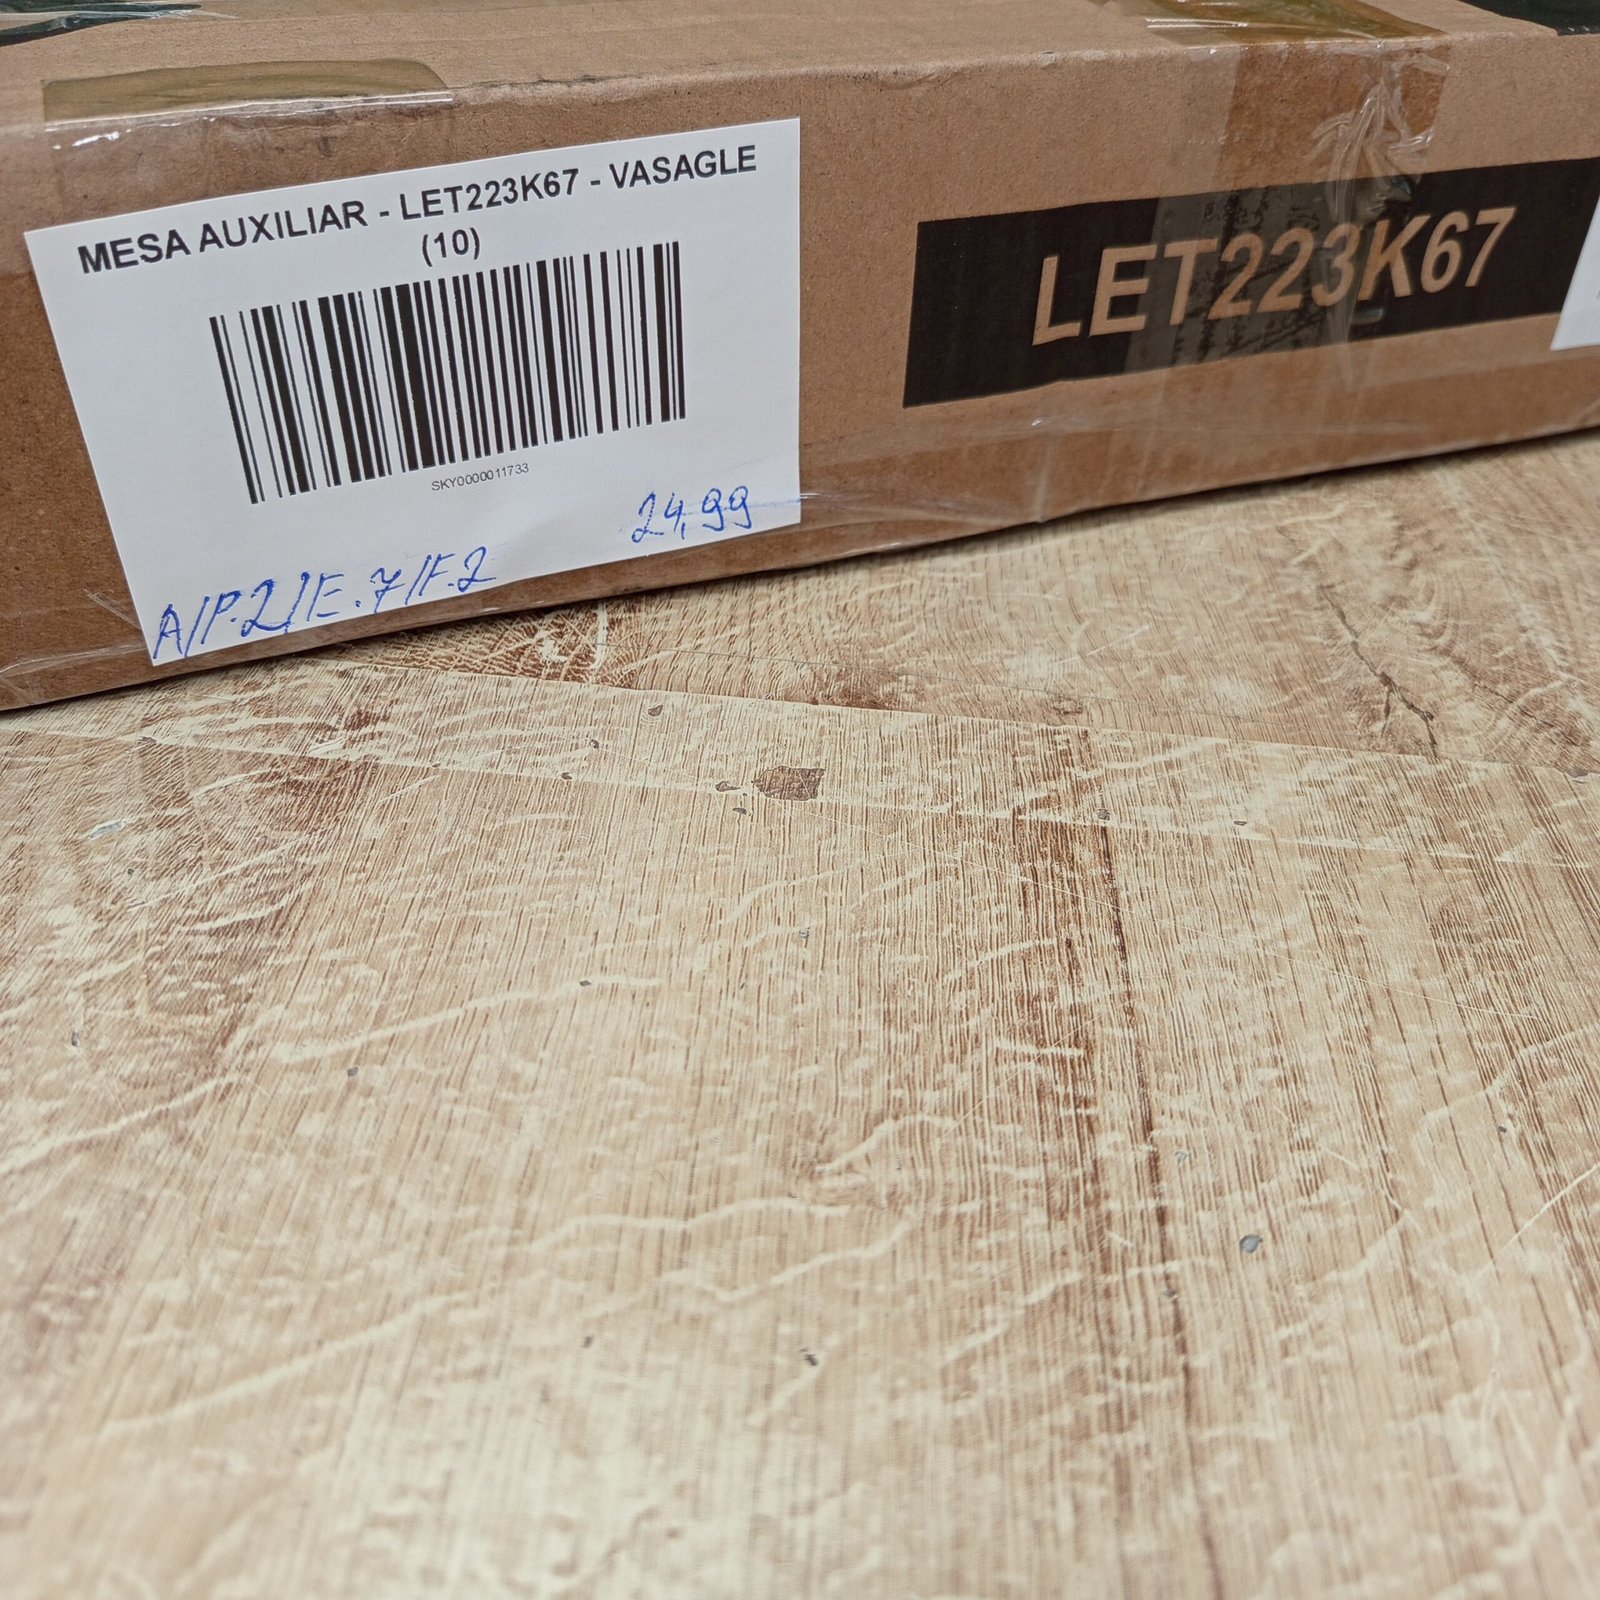 MESA AUXILIAR - LET223K67 - VASAGLE
(10)
SKY0000011733
24,99
A/P.2/E.7/F.2
LET223K67